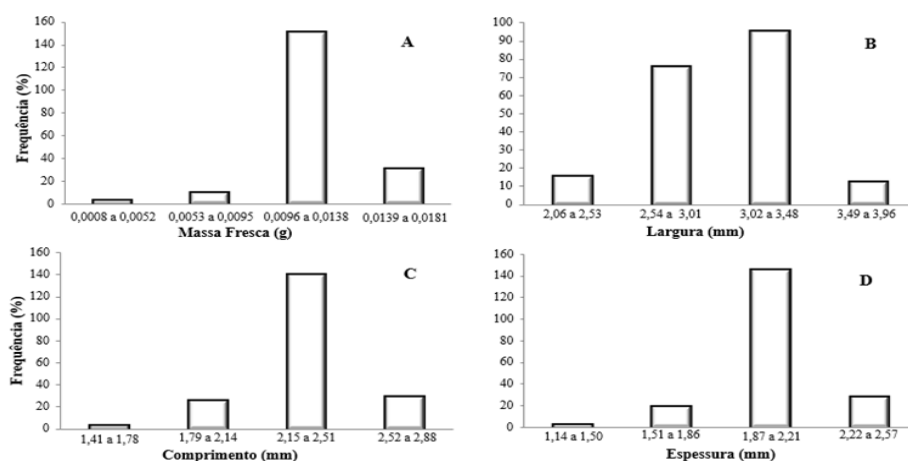 160
140
120
100
80
60
40
20
0
Frequência (%)
A
0,0008 a 0,0052 0,0053 a 0,0095 0,0096 a 0,0138 0,0139 a 0,0181
Massa Fresca (g)
100
90
80
70
60
50
40
30
20
10
0
B
2,06 a 2,53 2,54 a 3,01 3,02 a 3,48 3,49 a 3,96
Largura (mm)
160
140
120
100
80
60
40
20
0
Frequência (%)
C
1,41 a 1,78 1,79 a 2,14 2,15 a 2,51 2,52 a 2,88
Comprimento (mm)
160
140
120
100
80
60
40
20
0
D
1,14 a 1,50 1,51 a 1,86 1,87 a 2,21 2,22 a 2,57
Espessura (mm)